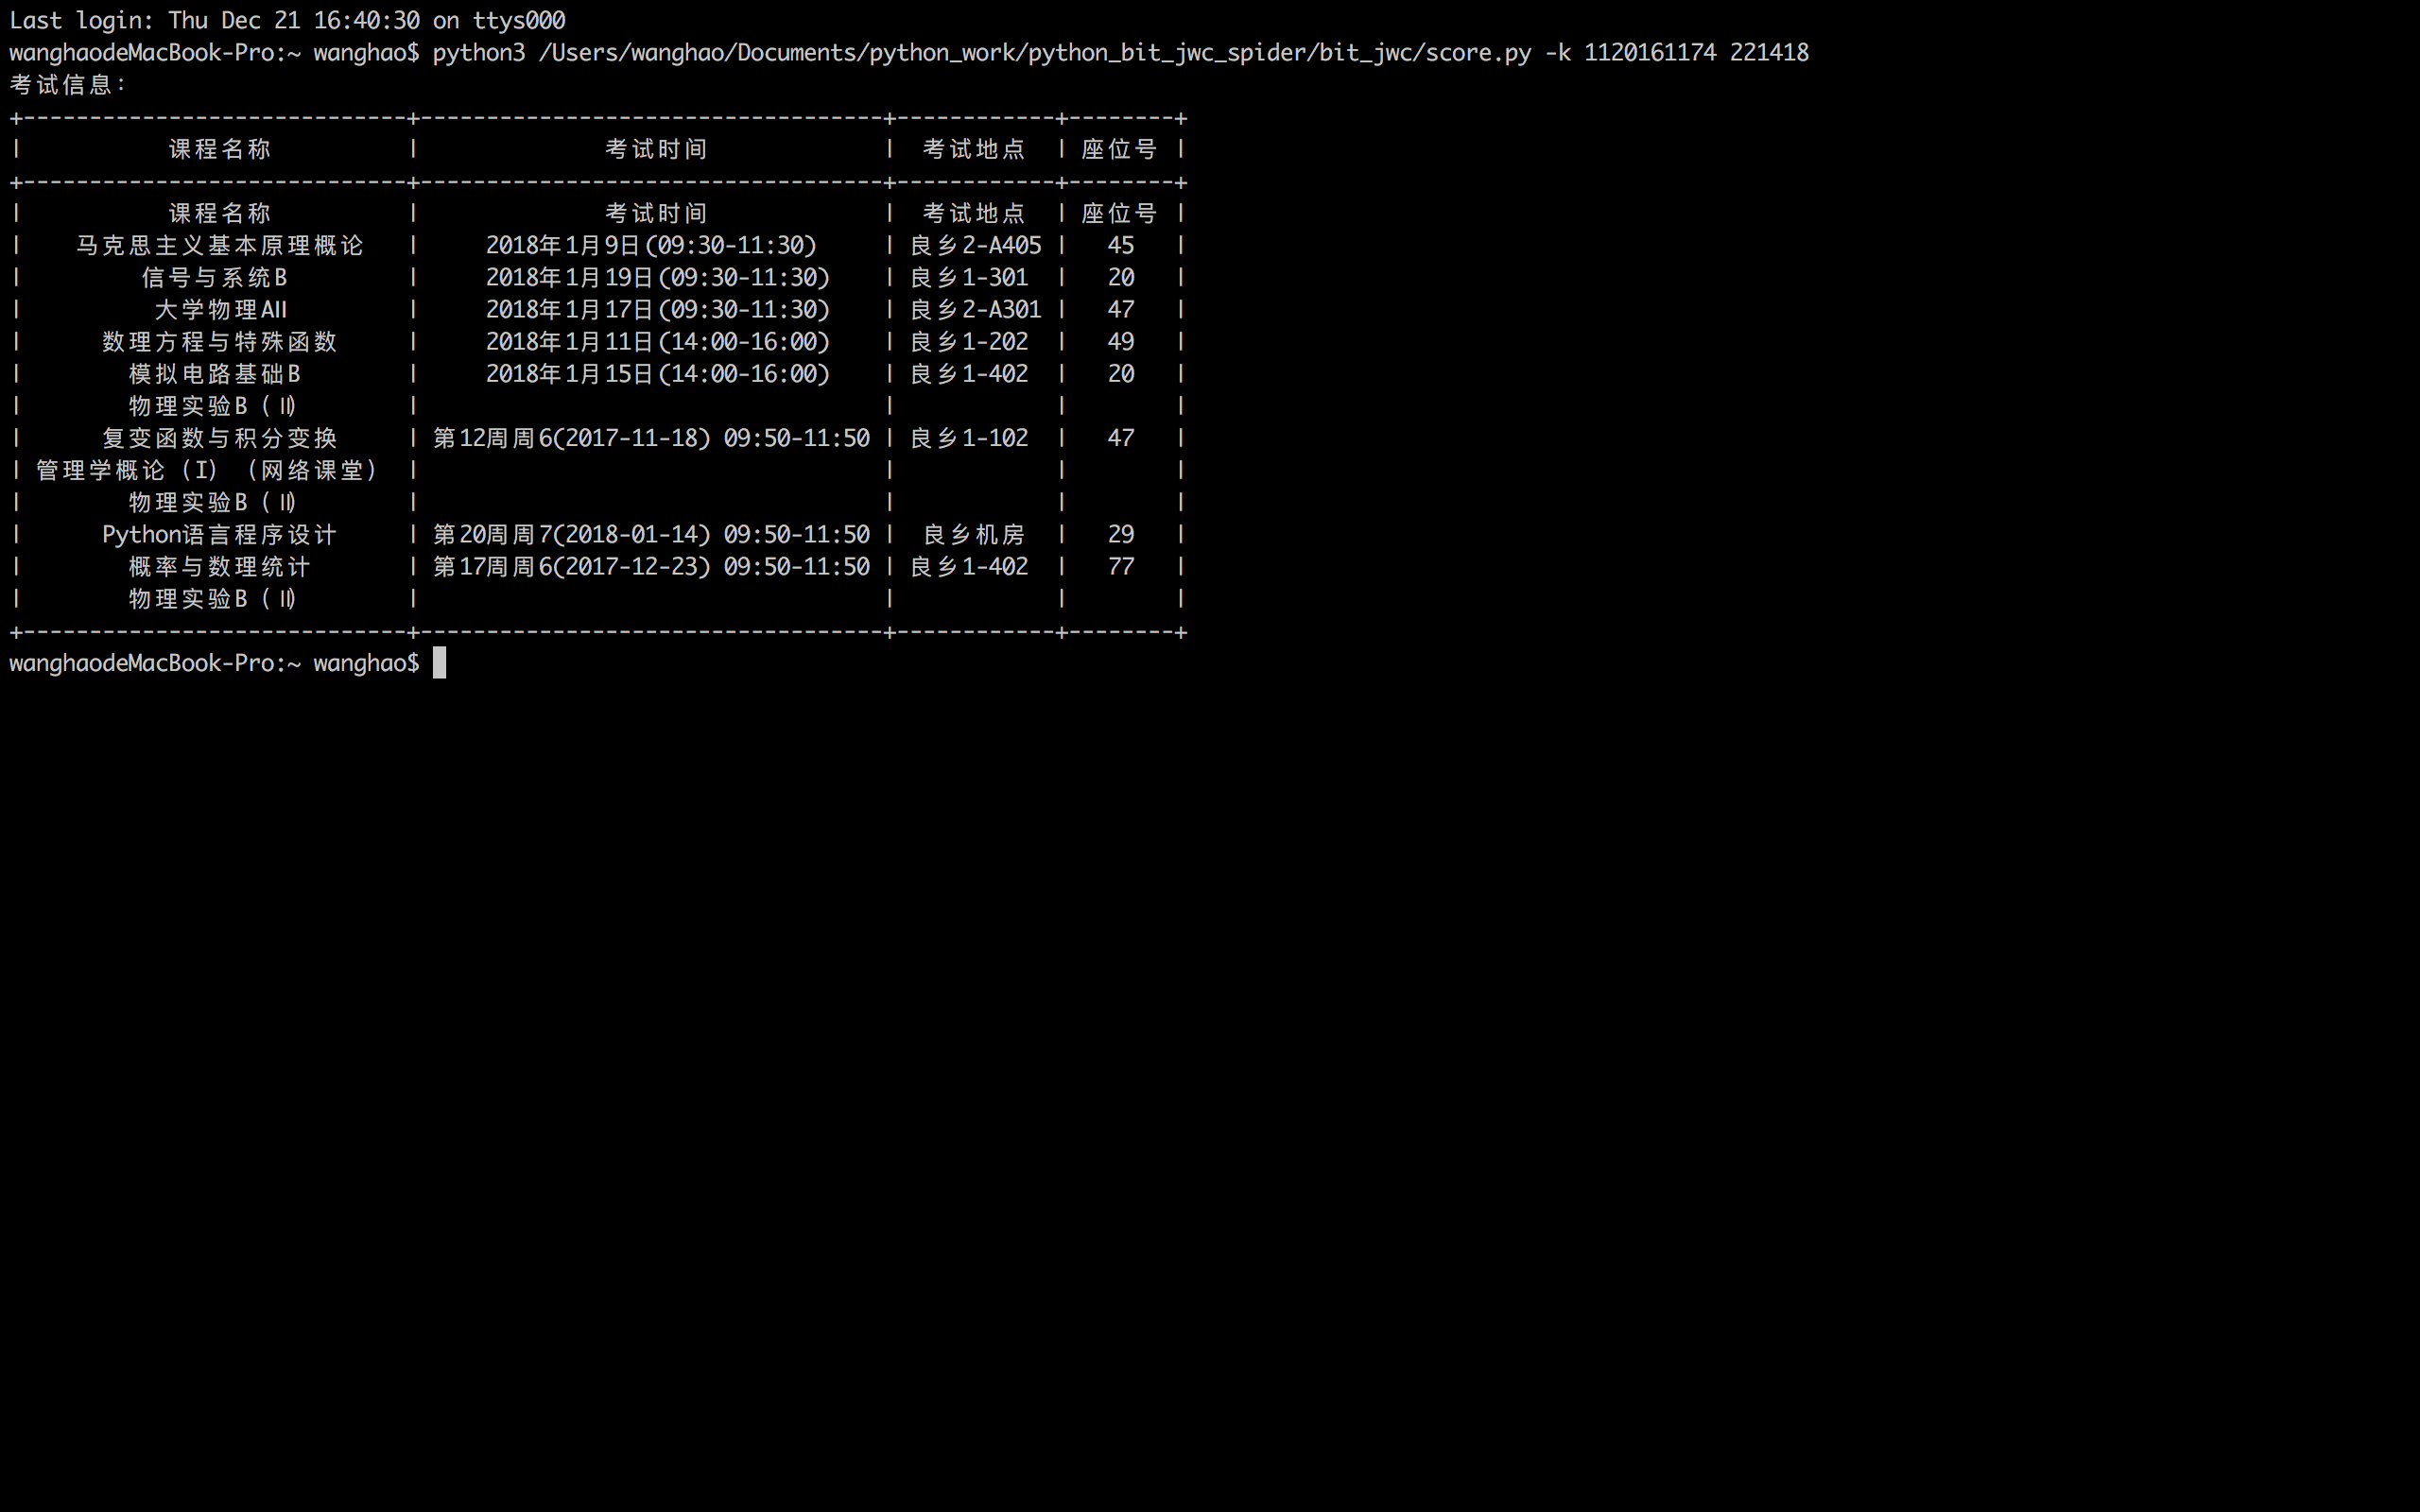 Last login: Thu Dec 21 16:40:30 on ttys000
wanghaodeMacBook-Pro:~ wanghao$ python3 /Users/wanghao/Documents/python_work/python_bit_jwc_spider/bit_jwc/score.py -k 1120161174 221418
考试信息:
+-----------------------------+-----------------------------------+------------+--------+
| 课程名称 | 考试时间 | 考试地点 | 座位号 |
+-----------------------------+-----------------------------------+------------+--------+
| 课程名称 | 考试时间 | 考试地点 | 座位号 |
| 马克思主义基本原理概论 | 2018年1月9日(09:30-11:30) | 良乡2-A405 | 45 |
| 信号与系统B | 2018年1月19日(09:30-11:30) | 良乡1-301 | 20 |
| 大学物理AII | 2018年1月17日(09:30-11:30) | 良乡2-A301 | 47 |
| 数理方程与特殊函数 | 2018年1月11日(14:00-16:00) | 良乡1-202 | 49 |
| 模拟电路基础B | 2018年1月15日(14:00-16:00) | 良乡1-402 | 20 |
| 物理实验B（Ⅱ） | | | |
| 复变函数与积分变换 | 第12周周6(2017-11-18) 09:50-11:50 | 良乡1-102 | 47 |
| 管理学概论（I）（网络课堂） | | | |
| 物理实验B（Ⅱ） | | | |
| Python语言程序设计 | 第20周周7(2018-01-14) 09:50-11:50 | 良乡机房 | 29 |
| 概率与数理统计 | 第17周周6(2017-12-23) 09:50-11:50 | 良乡1-402 | 77 |
| 物理实验B（Ⅱ） | | | |
+-----------------------------+-----------------------------------+------------+--------+
wanghaodeMacBook-Pro:~ wanghao$